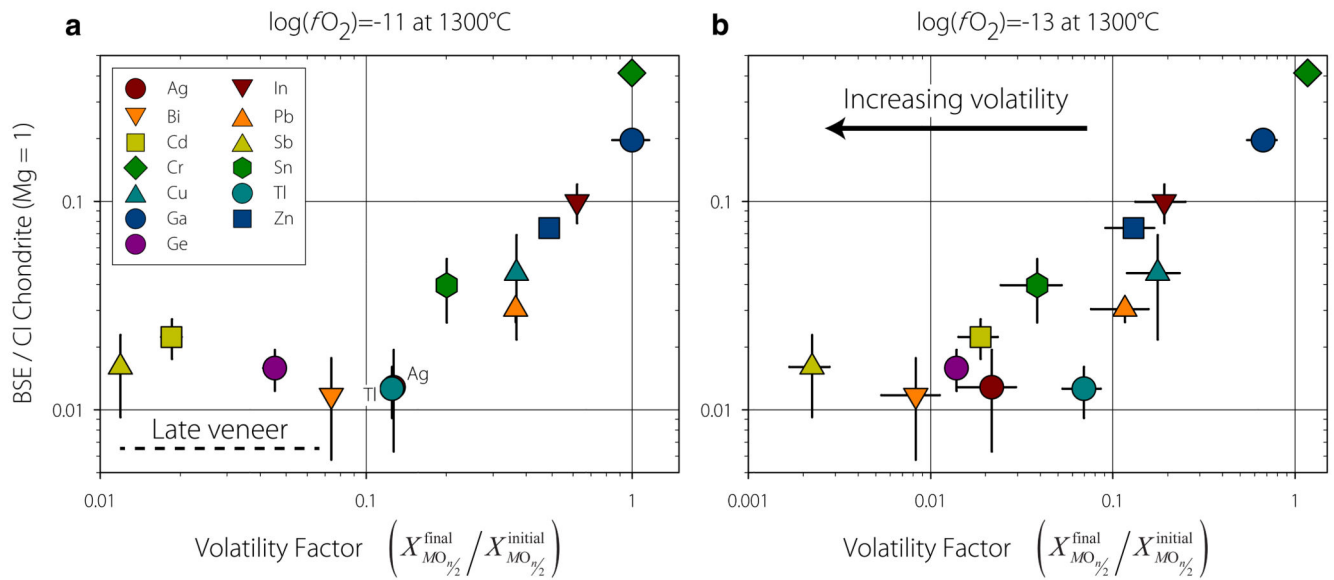 a
log(fO₂)=-11 at 1300°C
b
log(fO₂)=-13 at 1300°C
BSE / CI Chondrite (Mg = 1)
0.1
0.01
Ag
Bi
Cd
Cr
Cu
Ga
Ge
In
Pb
Sb
Sn
Tl
Zn
Tl
Ag
Late veneer
0.01
0.1
1
Volatility Factor (X^final_MOn/2 / X^initial_MOn/2)
Increasing volatility
0.1
0.01
0.001
0.01
0.1
1
Volatility Factor (X^final_MOn/2 / X^initial_MOn/2)